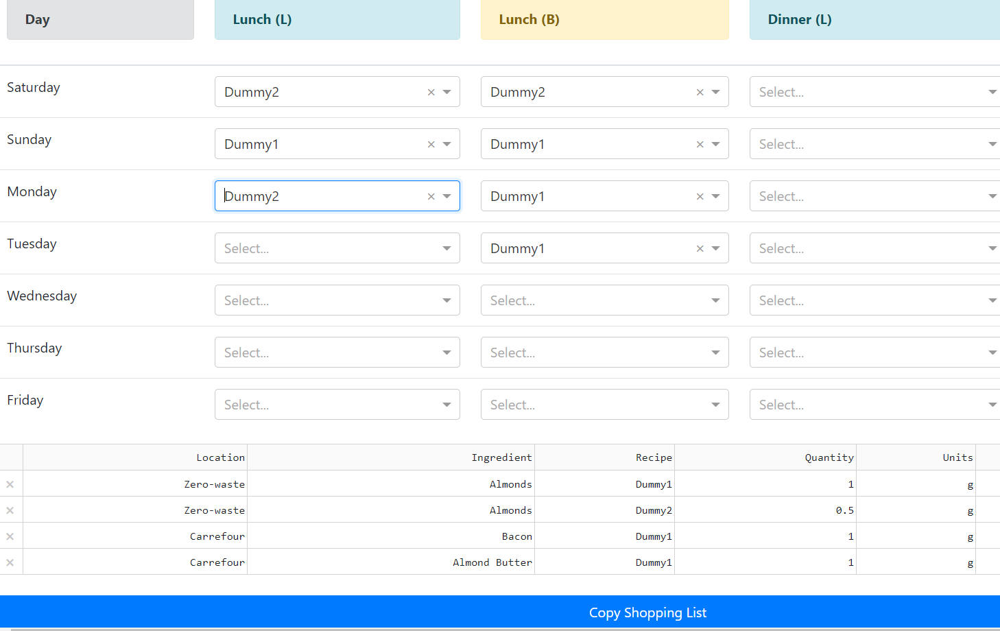 Day Lunch (L) Lunch (B) Dinner (L)
Saturday Dummy2 × Dummy2 × Select...
Sunday Dummy1 × Dummy1 × Select...
Monday Dummy2 × Dummy1 × Select...
Tuesday Select... Dummy1 × Select...
Wednesday Select... Select... Select...
Thursday Select... Select... Select...
Friday Select... Select... Select...
Location Ingredient Recipe Quantity Units
× Zero-waste Almonds Dummy1 1 g
× Zero-waste Almonds Dummy2 0.5 g
× Carrefour Bacon Dummy1 1 g
× Carrefour Almond Butter Dummy1 1 g
Copy Shopping List